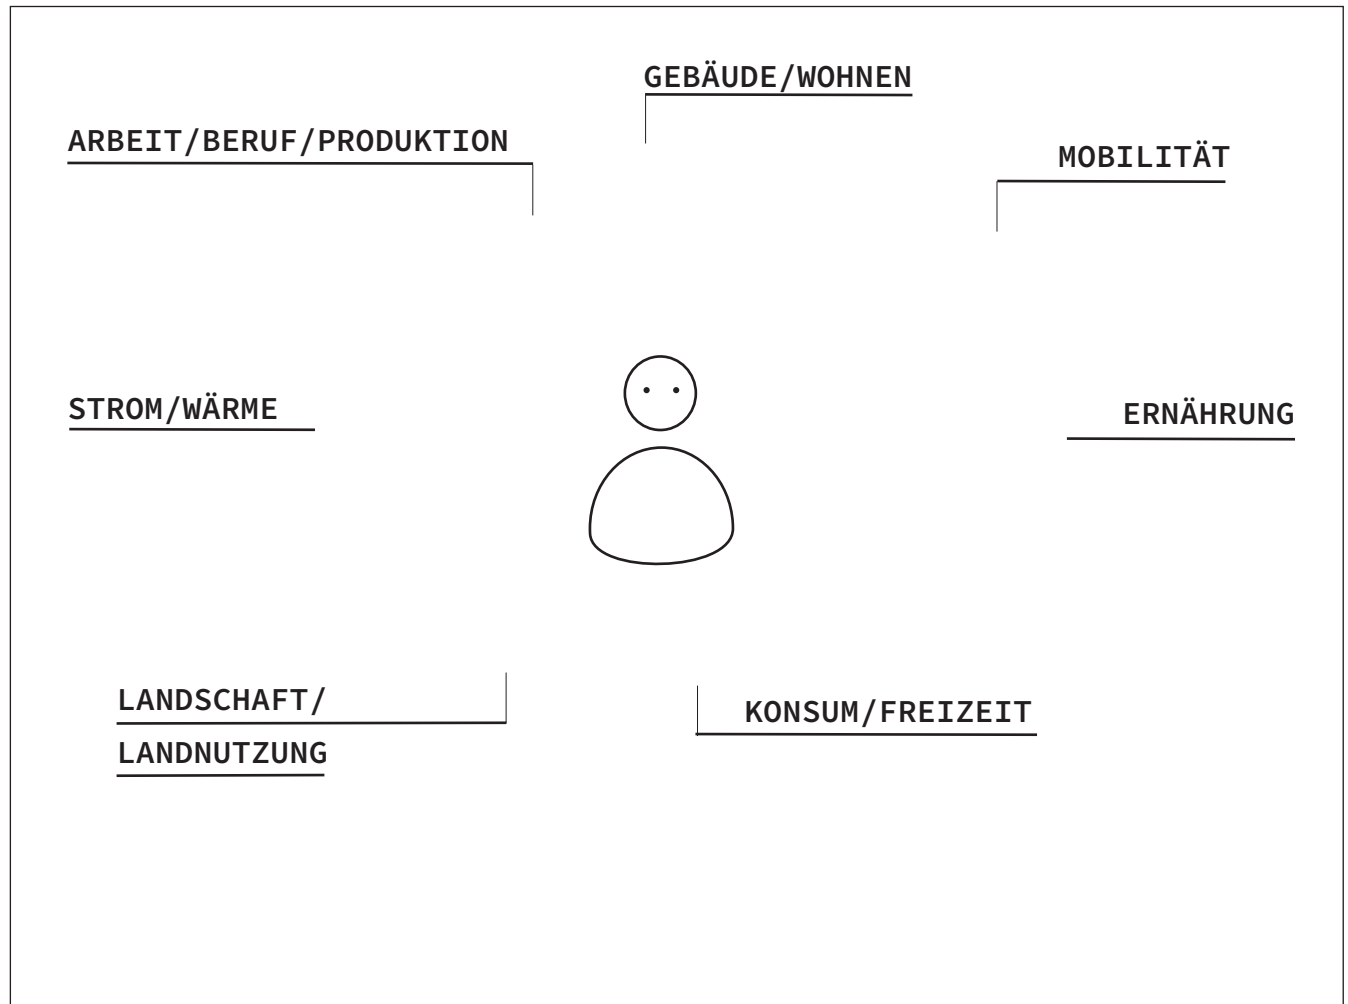 GEBÄUDE/WOHNEN
ARBEIT/BERUF/PRODUKTION
MOBILITÄT
STROM/WÄRME
ERNÄHRUNG
LANDSCHAFT/
LANDNUTZUNG
KONSUM/FREIZEIT